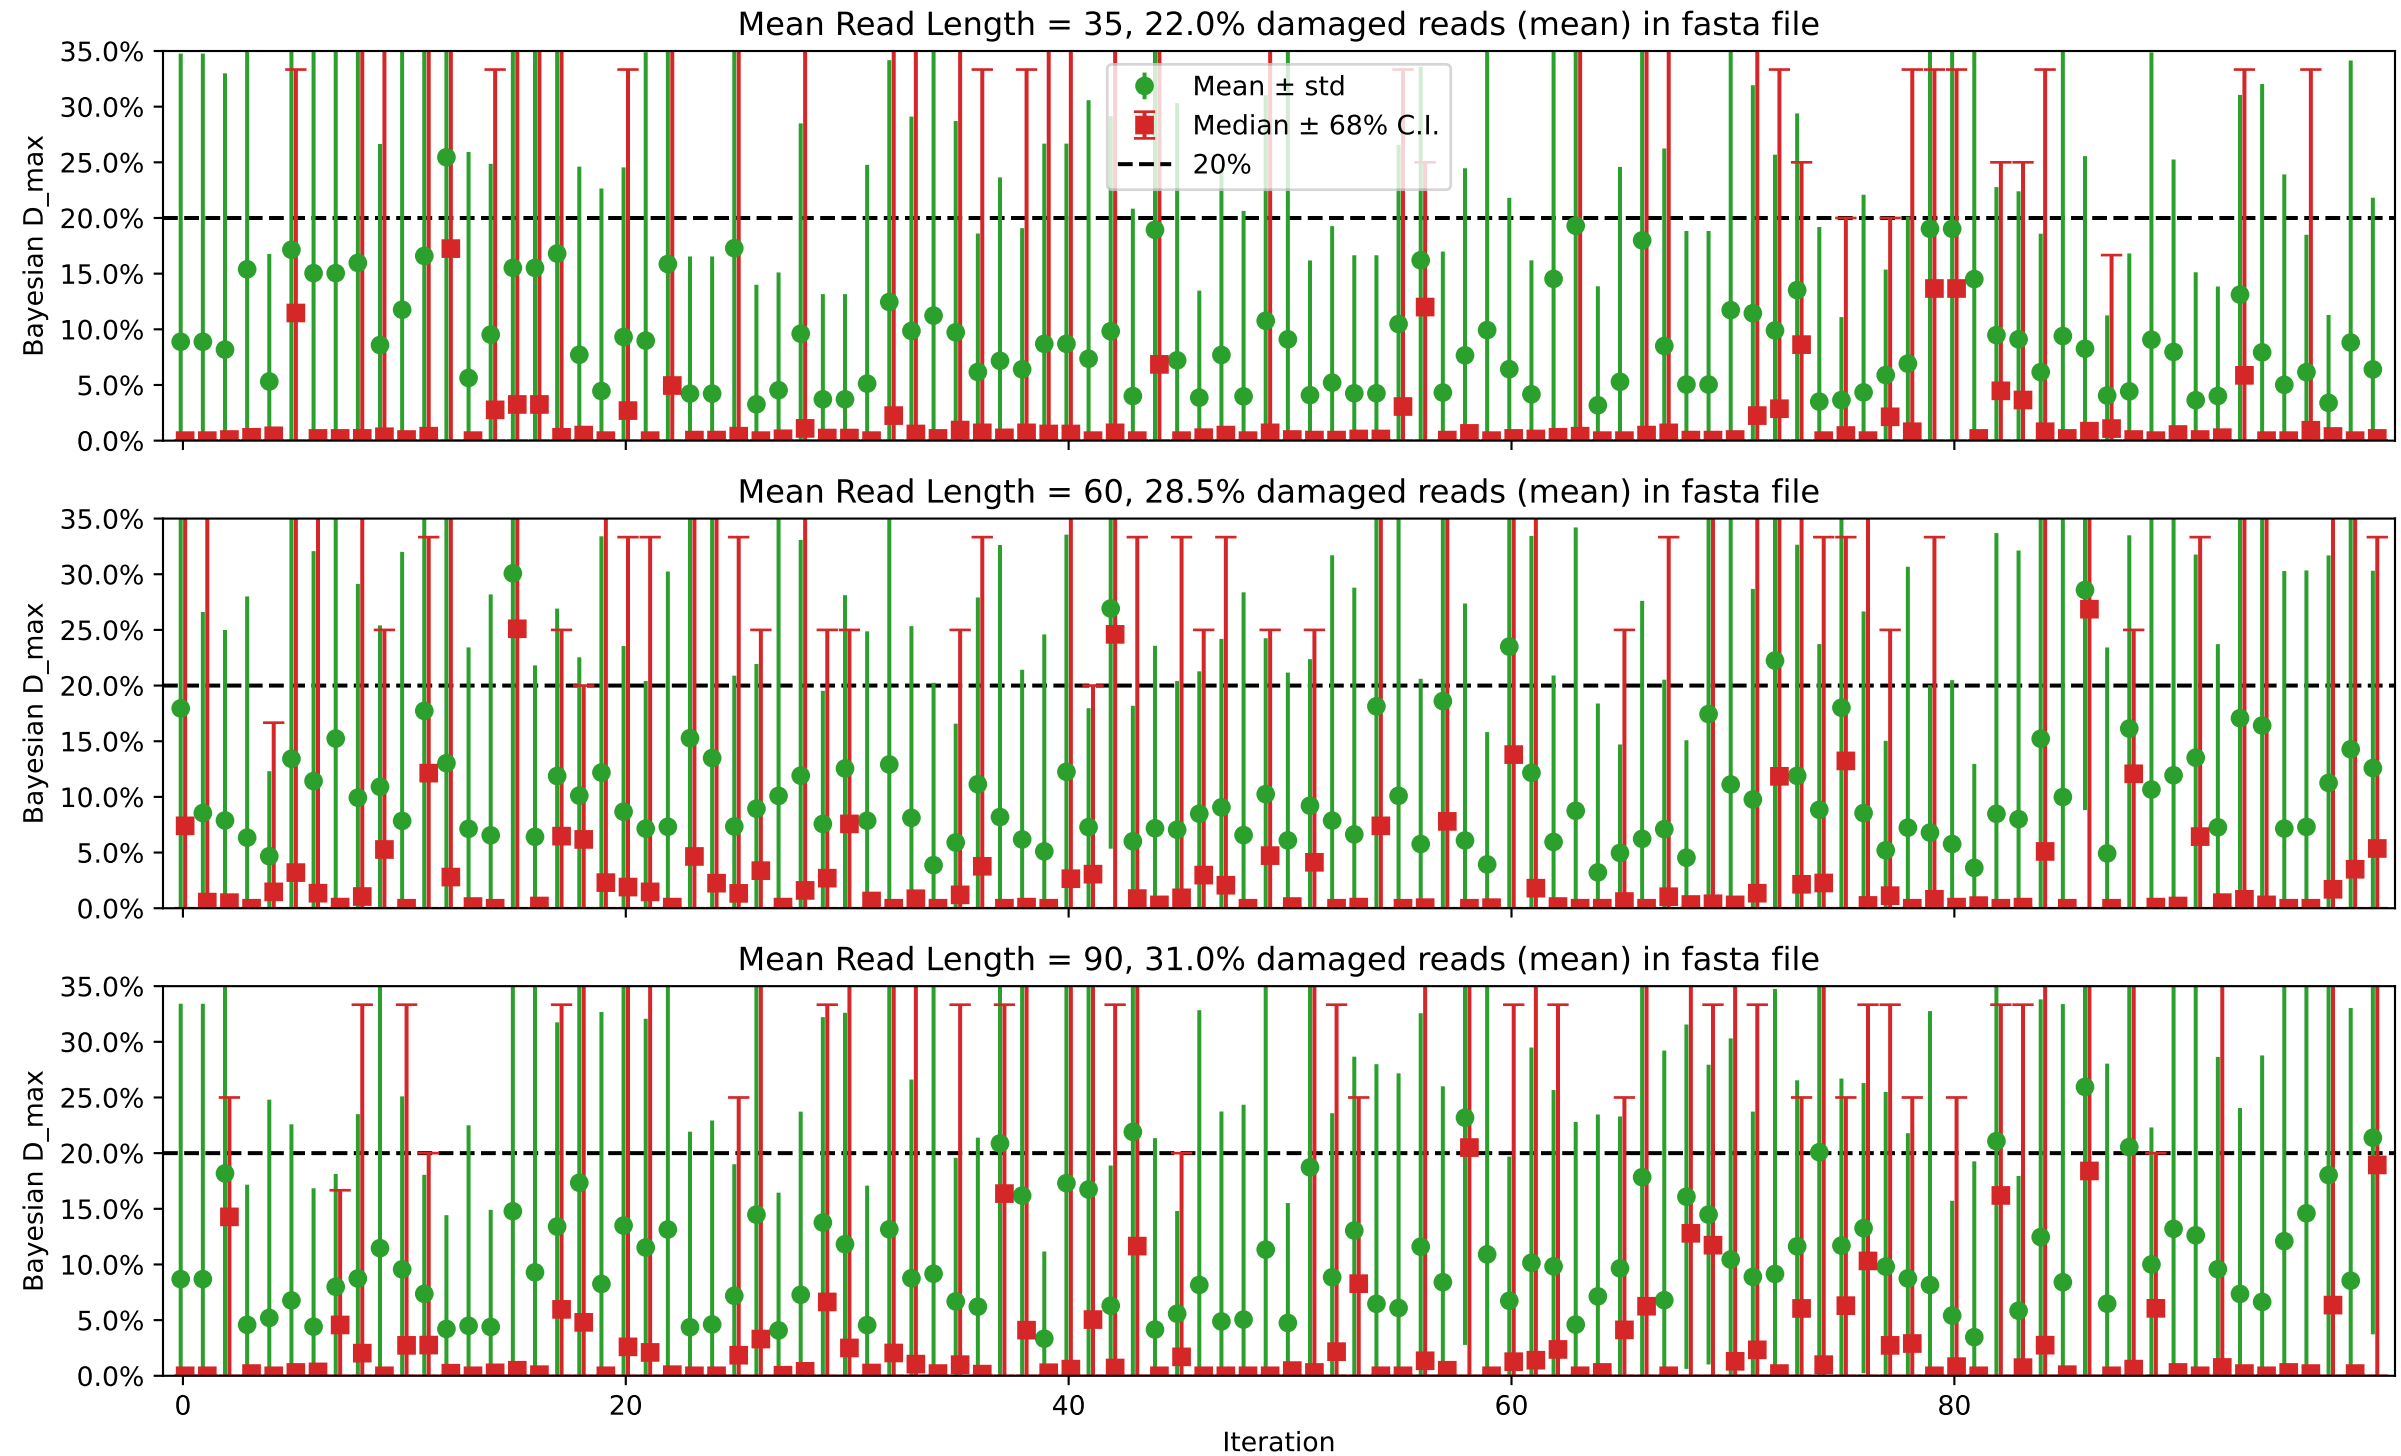 Mean Read Length = 35, 22.0% damaged reads (mean) in fasta file
35.0%
30.0%
25.0%
20.0%
15.0%
10.0%
5.0%
0.0%
Bayesian D_max
Mean ± std
Median ± 68% C.I.
20%
Mean Read Length = 60, 28.5% damaged reads (mean) in fasta file
35.0%
30.0%
25.0%
20.0%
15.0%
10.0%
5.0%
0.0%
Bayesian D_max
Mean Read Length = 90, 31.0% damaged reads (mean) in fasta file
35.0%
30.0%
25.0%
20.0%
15.0%
10.0%
5.0%
0.0%
Bayesian D_max
0 20 40 60 80
Iteration